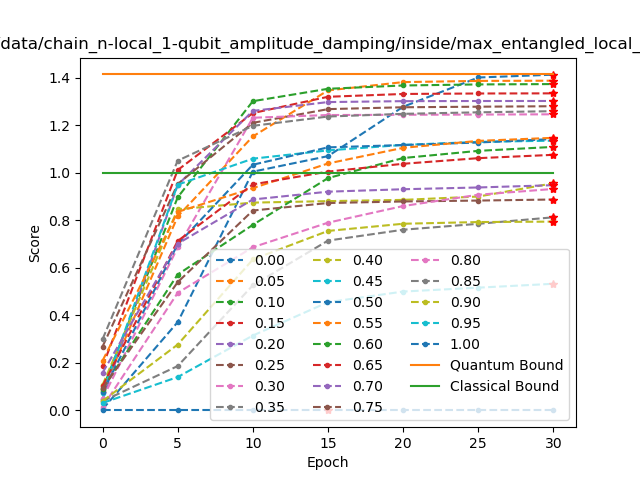 /data/chain_n-local_1-qubit_amplitude_damping/inside/max_entangled_local_
1.4
1.2
1.0
0.8
0.6
0.4
0.2
0.0
Score
0.00 0.40 0.80
0.05 0.45 0.85
0.10 0.50 0.90
0.15 0.55 0.95
0.20 0.60 1.00
0.25 0.65 Quantum Bound
0.30 0.70 Classical Bound
0.35 0.75
0 5 10 15 20 25 30
Epoch